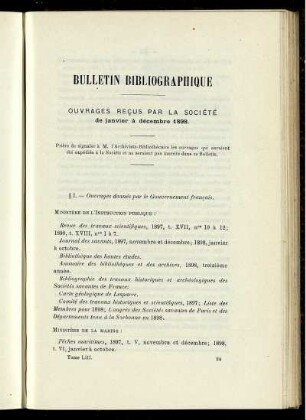 BULLETIN BIBLIOGRAPHIQUE
OUVRAGES REÇUS PAR LA SOCIÉTÉ
de janvier à décembre 1898.
Prière de signaler à M. l'Archiviste-Bibliothécaire les ouvrages qui auraient
été expédiés à la Société et ne seraient pas inscrits dans ce Bulletin.
§ I. — Ouvrages donnés par le Gouvernement français.
MINISTÈRE DE L'INSTRUCTION PUBLIQUE :
Revue des travaux scientifiques, 1897, t. XVII, nos 10 à 12;
1898, t. XVIII, nos 1 à 7.
Journal des savants, 1897, novembre et décembre; 1898, janvier
à octobre.
Bibliothèque des hautes études.
Annuaire des bibliothèques et des archives, 1898, treizième
année.
Bibliographie des travaux historiques et archéologiques des
Sociétés savantes de France;
Carte géologique de
Comité des travaux historiques et scientifiques, 1897; Liste des
Membres pour 1898; Congrès des Sociétés savantes de Paris et des
Départements tenu à la Sorbonne en 1898.
MINISTÈRE DE LA MARINE :
Pêches maritimes, 1897, t. V, novembre et décembre; 1898,
t. VI, janvier à octobre.
TOME LIII.